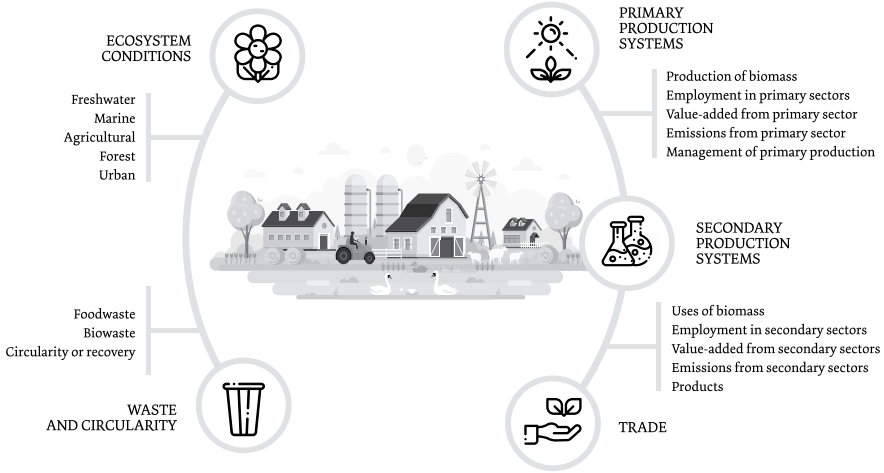 ECOSYSTEM
CONDITIONS
Freshwater
Marine
Agricultural
Forest
Urban
PRIMARY
PRODUCTION
SYSTEMS
Production of biomass
Employment in primary sectors
Value-added from primary sector
Emissions from primary sector
Management of primary production
SECONDARY
PRODUCTION
SYSTEMS
Uses of biomass
Employment in secondary sectors
Value-added from secondary sectors
Emissions from secondary sectors
Products
TRADE
Foodwaste
Biowaste
Circularity or recovery
WASTE
AND CIRCULARITY